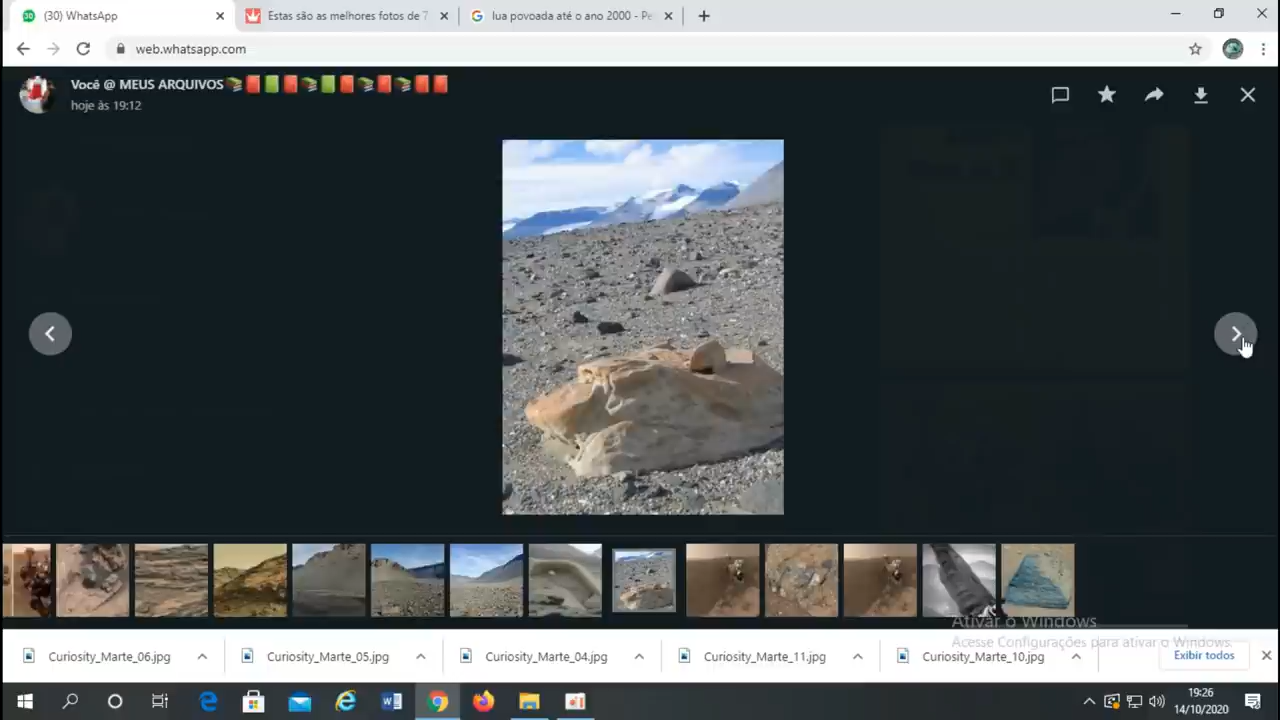 (30) WhatsApp
Estas são as melhores fotos de 7
lua povoada até o ano 2000 - Pe
web.whatsapp.com
Você @ MEUS ARQUIVOS
hoje às 19:12
Ativar o Windows
Acesse Configurações para ativar o Windows.
Curiosity_Marte_06.jpg
Curiosity_Marte_05.jpg
Curiosity_Marte_04.jpg
Curiosity_Marte_11.jpg
Curiosity_Marte_10.jpg
Exibir todos
19:26
14/10/2020